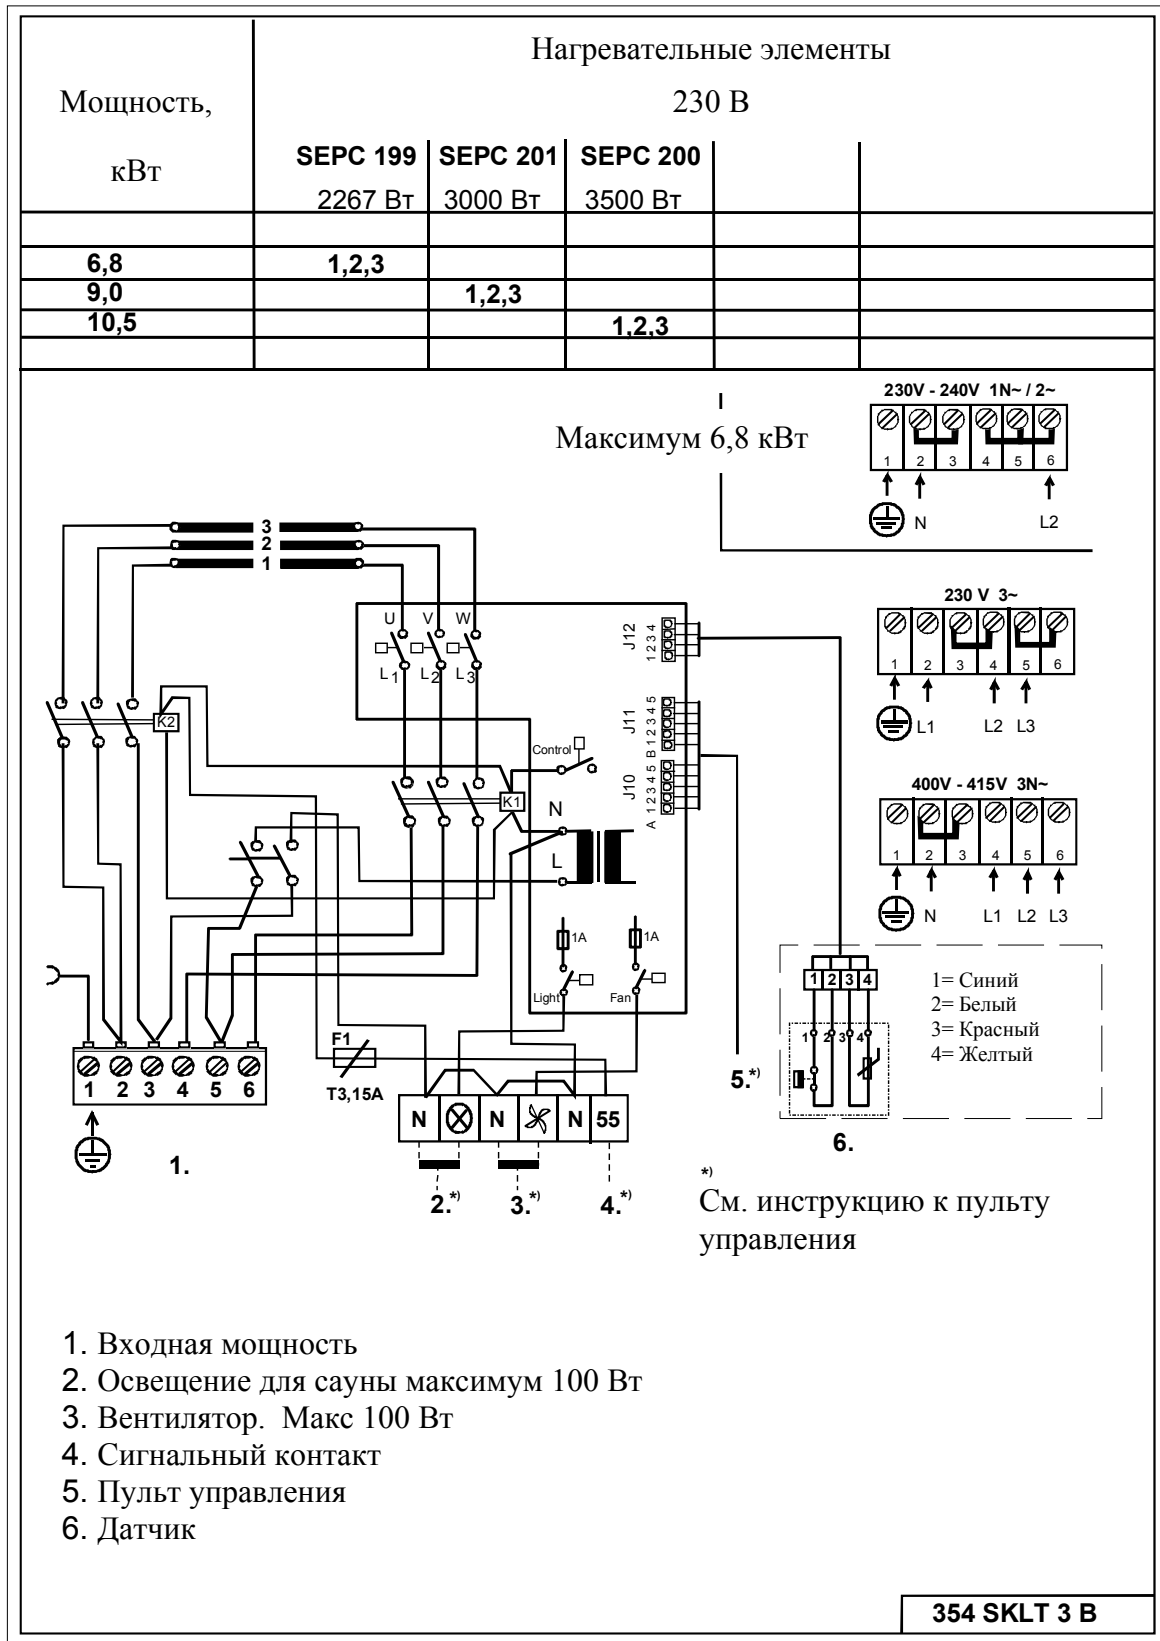 Нагревательные элементы
Мощность,
кВт
230 В
SEPC 199 SEPC 201 SEPC 200
2267 Вт 3000 Вт 3500 Вт
6,8 1,2,3
9,0 1,2,3
10,5 1,2,3
Максимум 6,8 кВт
230V - 240V 1N~ / 2~
1 2 3 4 5 6
N L2
230 V 3~
1 2 3 4 5 6
L1 L2 L3
400V - 415V 3N~
1 2 3 4 5 6
N L1 L2 L3
3
2
1
U V W
L1 L2 L3
J12
1 2 3 4
J11
B 1 2 3 4 5
J10
A 1 2 3 4 5
K2
Control
K1
N
L
1A 1A
Light Fan
F1
T3,15A
1 2 3 4 5 6
1.
N N N 55
2.*) 3.*) 4.*)
5.*)
1 2 3 4
1 2 3 4
6.
1= Синий
2= Белый
3= Красный
4= Желтый
*)
См. инструкцию к пульту
управления
1. Входная мощность
2. Освещение для сауны максимум 100 Вт
3. Вентилятор. Макс 100 Вт
4. Сигнальный контакт
5. Пульт управления
6. Датчик
354 SKLT 3 B